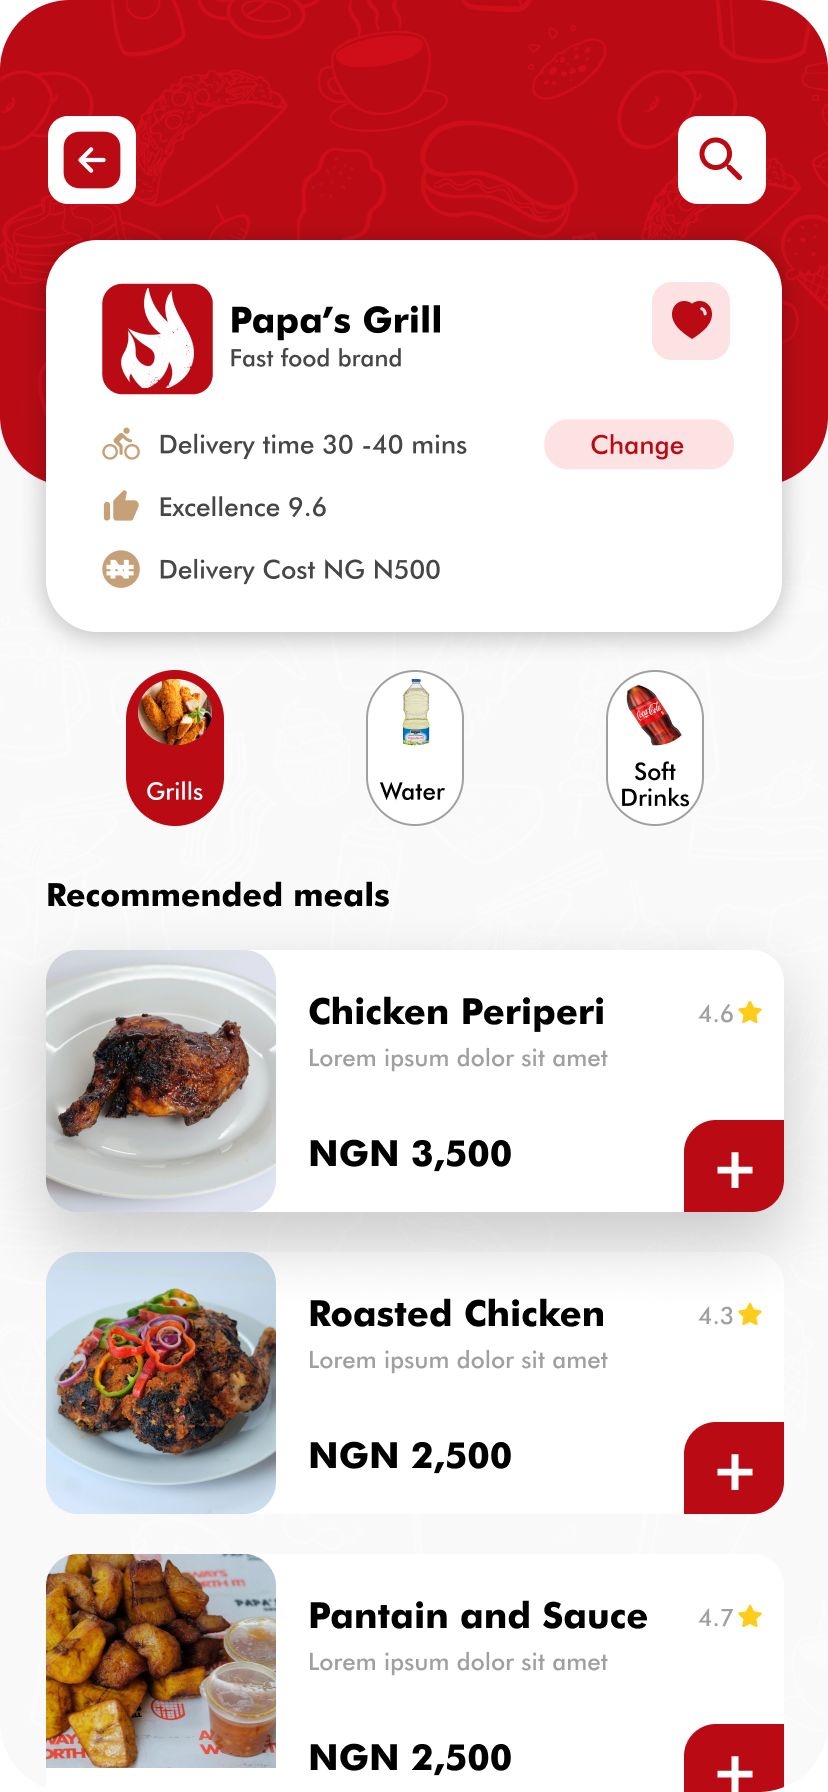 Papa’s Grill
Fast food brand
Delivery time 30 -40 mins
Change
Excellence 9.6
Delivery Cost NG N500
Grills
Water
Coca-Cola
Soft
Drinks
Recommended meals
Chicken Periperi
4.6
Lorem ipsum dolor sit amet
NGN 3,500
Roasted Chicken
4.3
Lorem ipsum dolor sit amet
NGN 2,500
Pantain and Sauce
4.7
Lorem ipsum dolor sit amet
NGN 2,500